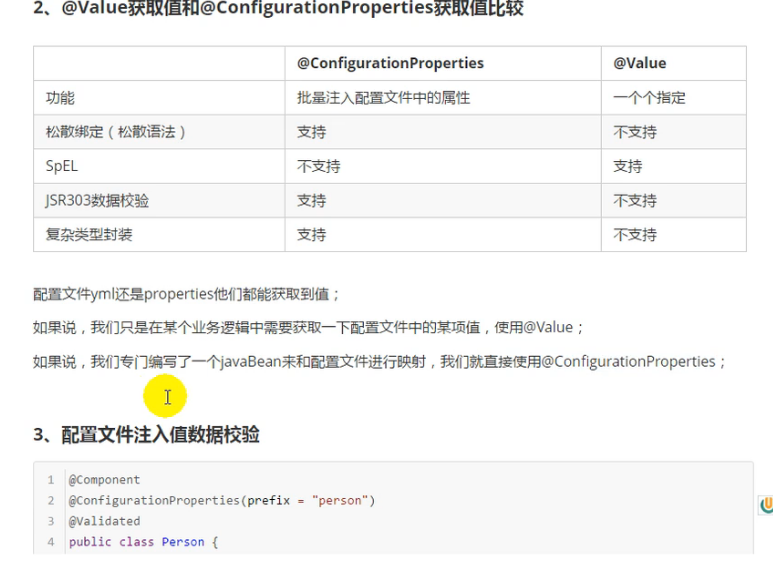 2、@Value获取值和@ConfigurationProperties获取值比较
@ConfigurationProperties @Value
功能 批量注入配置文件中的属性 一个个指定
松散绑定（松散语法） 支持 不支持
SpEL 不支持 支持
JSR303数据校验 支持 不支持
复杂类型封装 支持 不支持
配置文件yml还是properties他们都能获取到值；
如果说，我们只是在某个业务逻辑中需要获取一下配置文件中的某项值，使用@Value；
如果说，我们专门编写了一个javaBean来和配置文件进行映射，我们就直接使用@ConfigurationProperties；
3、配置文件注入值数据校验
1 @Component
2 @ConfigurationProperties(prefix = "person")
3 @Validated
4 public class Person {